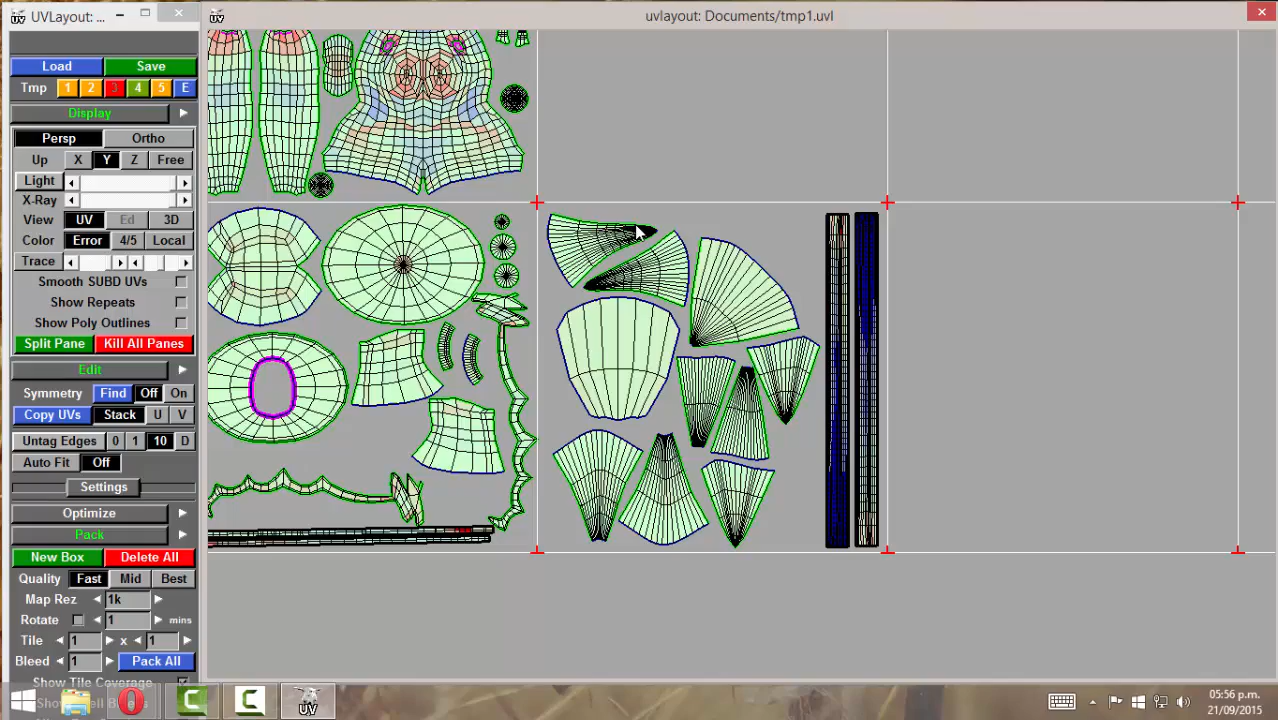 UVLayout: ...
uvlayout: Documents/tmp1.uvl
Load Save
Tmp 1 2 3 4 5 E
Display
Persp Ortho
Up X Y Z Free
Light
X-Ray
View UV Ed 3D
Color Error 4/5 Local
Trace
Smooth SUBD UVs
Show Repeats
Show Poly Outlines
Split Pane Kill All Panes
Edit
Symmetry Find Off On
Copy UVs Stack U V
Untag Edges 0 1 10 D
Auto Fit Off
Settings
Optimize
Pack
New Box Delete All
Quality Fast Mid Best
Map Rez 1k
Rotate 1 mins
Tile 1 x 1
Bleed 1 Pack All
Show Tile Coverage
UV
05:56 p.m.
21/09/2015